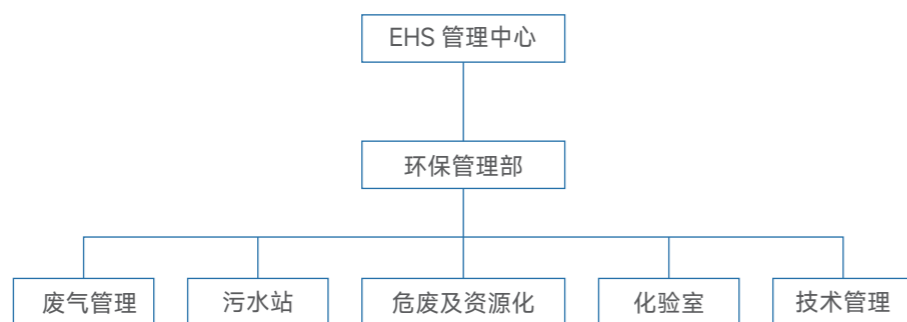 EHS 管理中心
环保管理部
废气管理
污水站
危废及资源化
化验室
技术管理